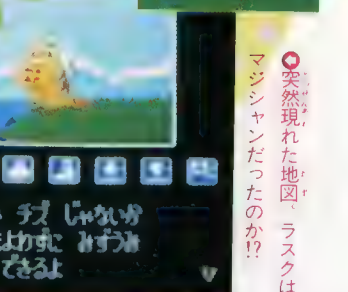 突然現れた地図、ラスクは
マジシャンだったのか!?
チズ じゃないか
よわずに みずうみ
できるよ